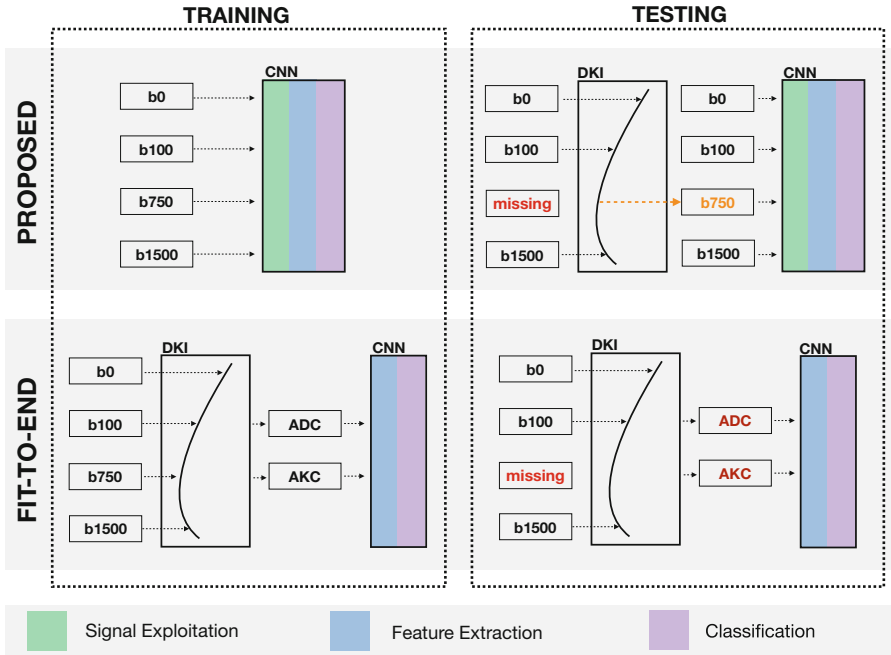 TRAINING
TESTING
PROPOSED
CNN
b0
b100
b750
b1500
DKI
CNN
b0
b100
missing
b1500
b0
b100
b750
b1500
FIT-TO-END
DKI
CNN
b0
b100
b750
b1500
ADC
AKC
DKI
CNN
b0
b100
missing
b1500
ADC
AKC
Signal Exploitation
Feature Extraction
Classification